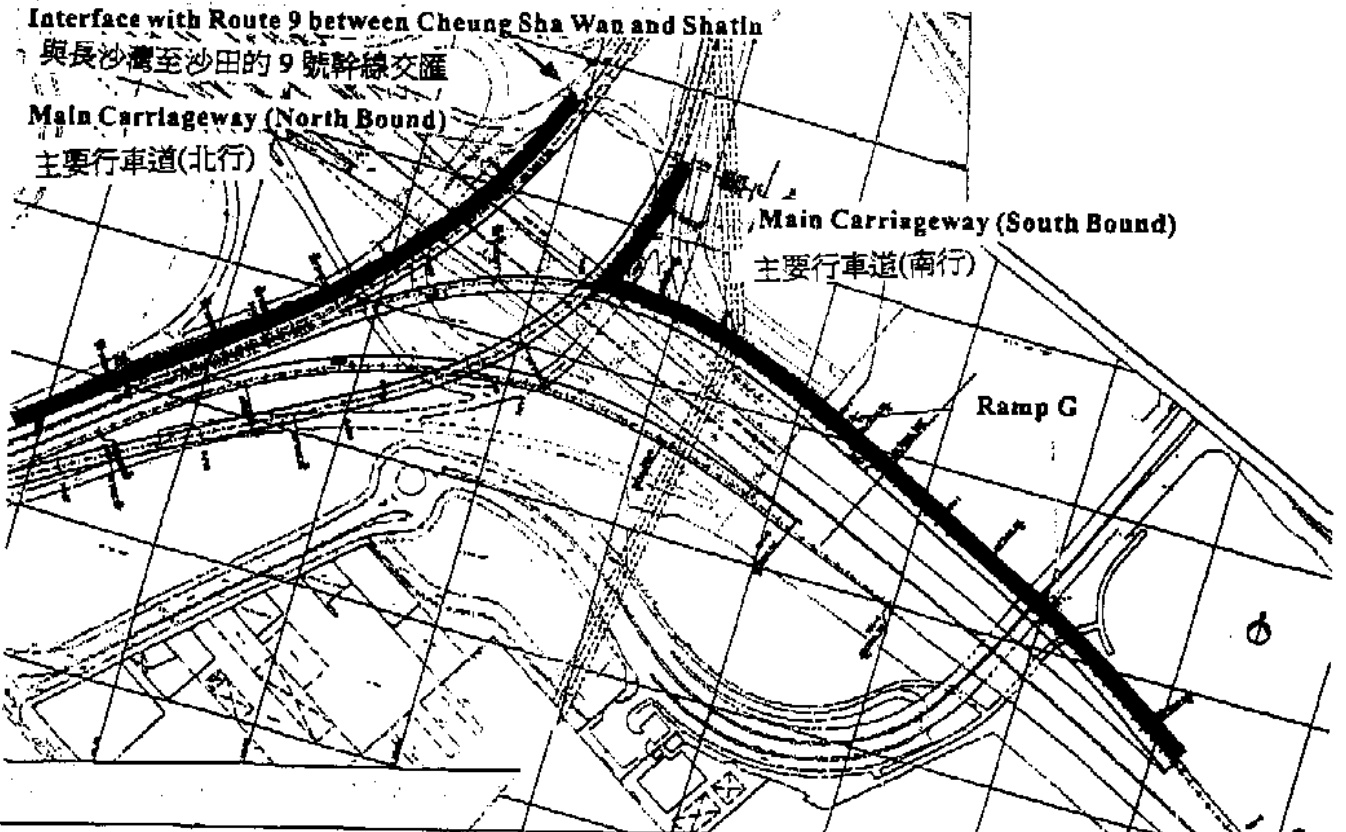 Interface with Route 9 between Cheung Sha Wan and Shatin
與長沙灣至沙田的 9 號幹線交匯
Main Carriageway (North Bound)
主要行車道(北行)
Main Carriageway (South Bound)
主要行車道(南行)
Ramp G